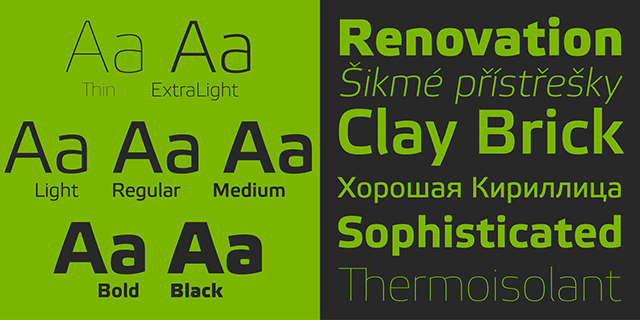 Aa Aa
Thin ExtraLight
Aa Aa Aa
Light Regular Medium
Aa Aa
Bold Black
Renovation
Šikmé přístřešky
Clay Brick
Хорошая Кириллица
Sophisticated
Thermoisolant